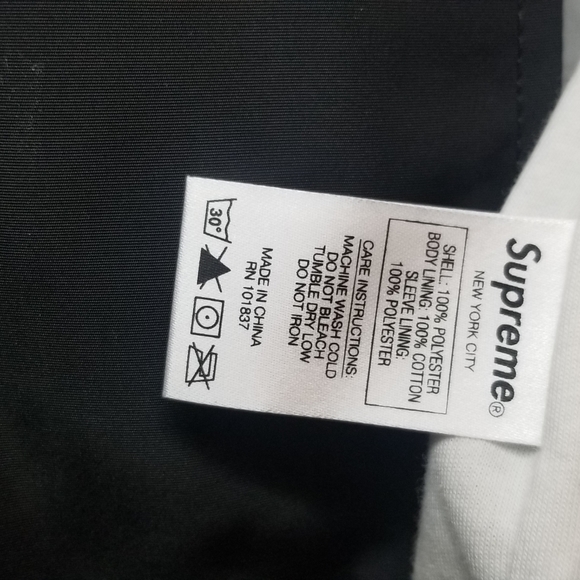 Supreme®
NEW YORK CITY
SHELL: 100% POLYESTER
BODY LINING: 100% COTTON
SLEEVE LINING:
100% POLYESTER
CARE INSTRUCTIONS:
MACHINE WASH COLD
DO NOT BLEACH
TUMBLE DRY LOW
DO NOT IRON
MADE IN CHINA
RN 101837
30°